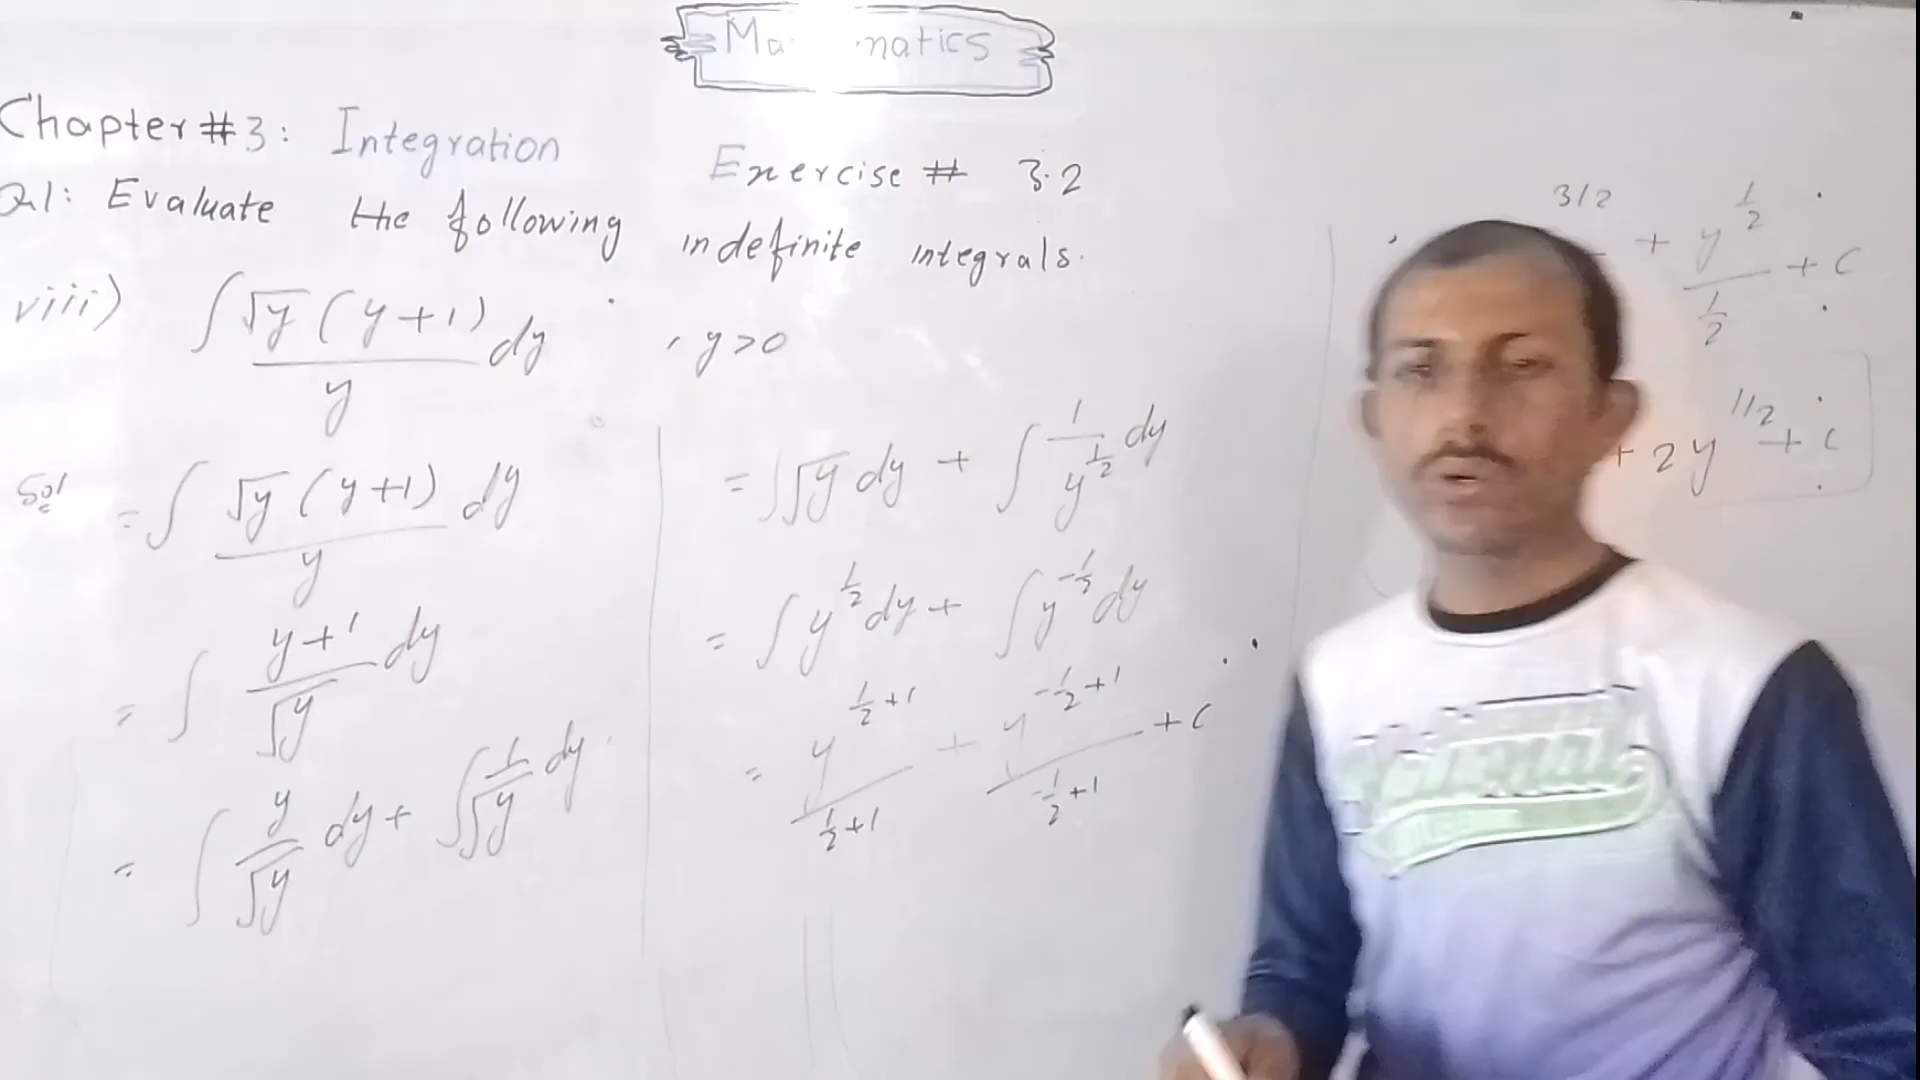 Mathematics
Chapter #3: Integration
Exercise # 3.2
Q1: Evaluate the following indefinite integrals.
viii) ∫ √y (y+1) / y dy , y>0
Sol = ∫ √y (y+1) / y dy
= ∫ y+1 / √y dy
= ∫ y / √y dy + ∫ 1 / √y dy
= ∫ √y dy + ∫ 1 / y^(1/2) dy
= ∫ y^(1/2) dy + ∫ y^(-1/2) dy
= y^(1/2+1) / (1/2+1) + y^(-1/2+1) / (-1/2+1) + c
3/2 + y^(1/2) / (1/2) + c
+ 2y^(1/2) + c